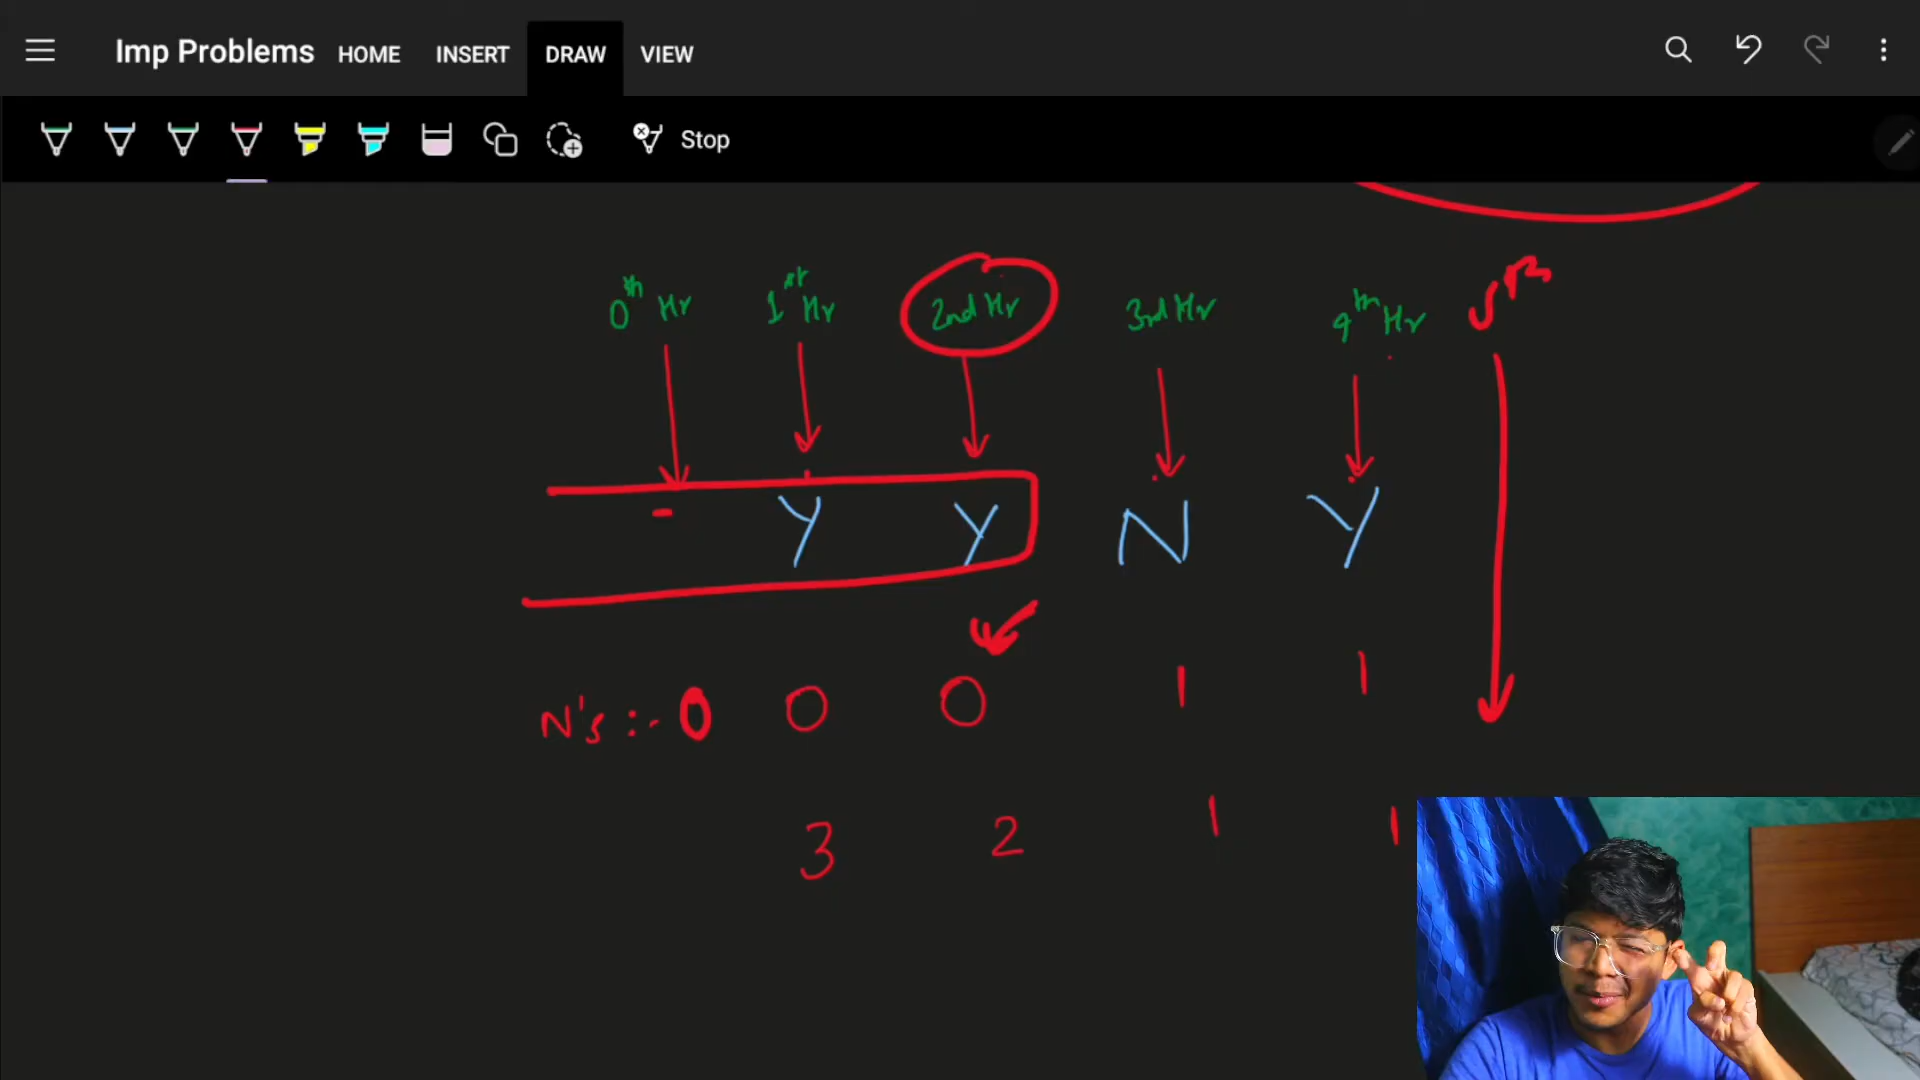 Imp Problems HOME INSERT DRAW VIEW
Stop
0th Hr 1st Hr 2nd Hr 3rd Hr 4th Hr
- Y Y N Y
N's :- 0 0 0 1 1
3 2 1 1